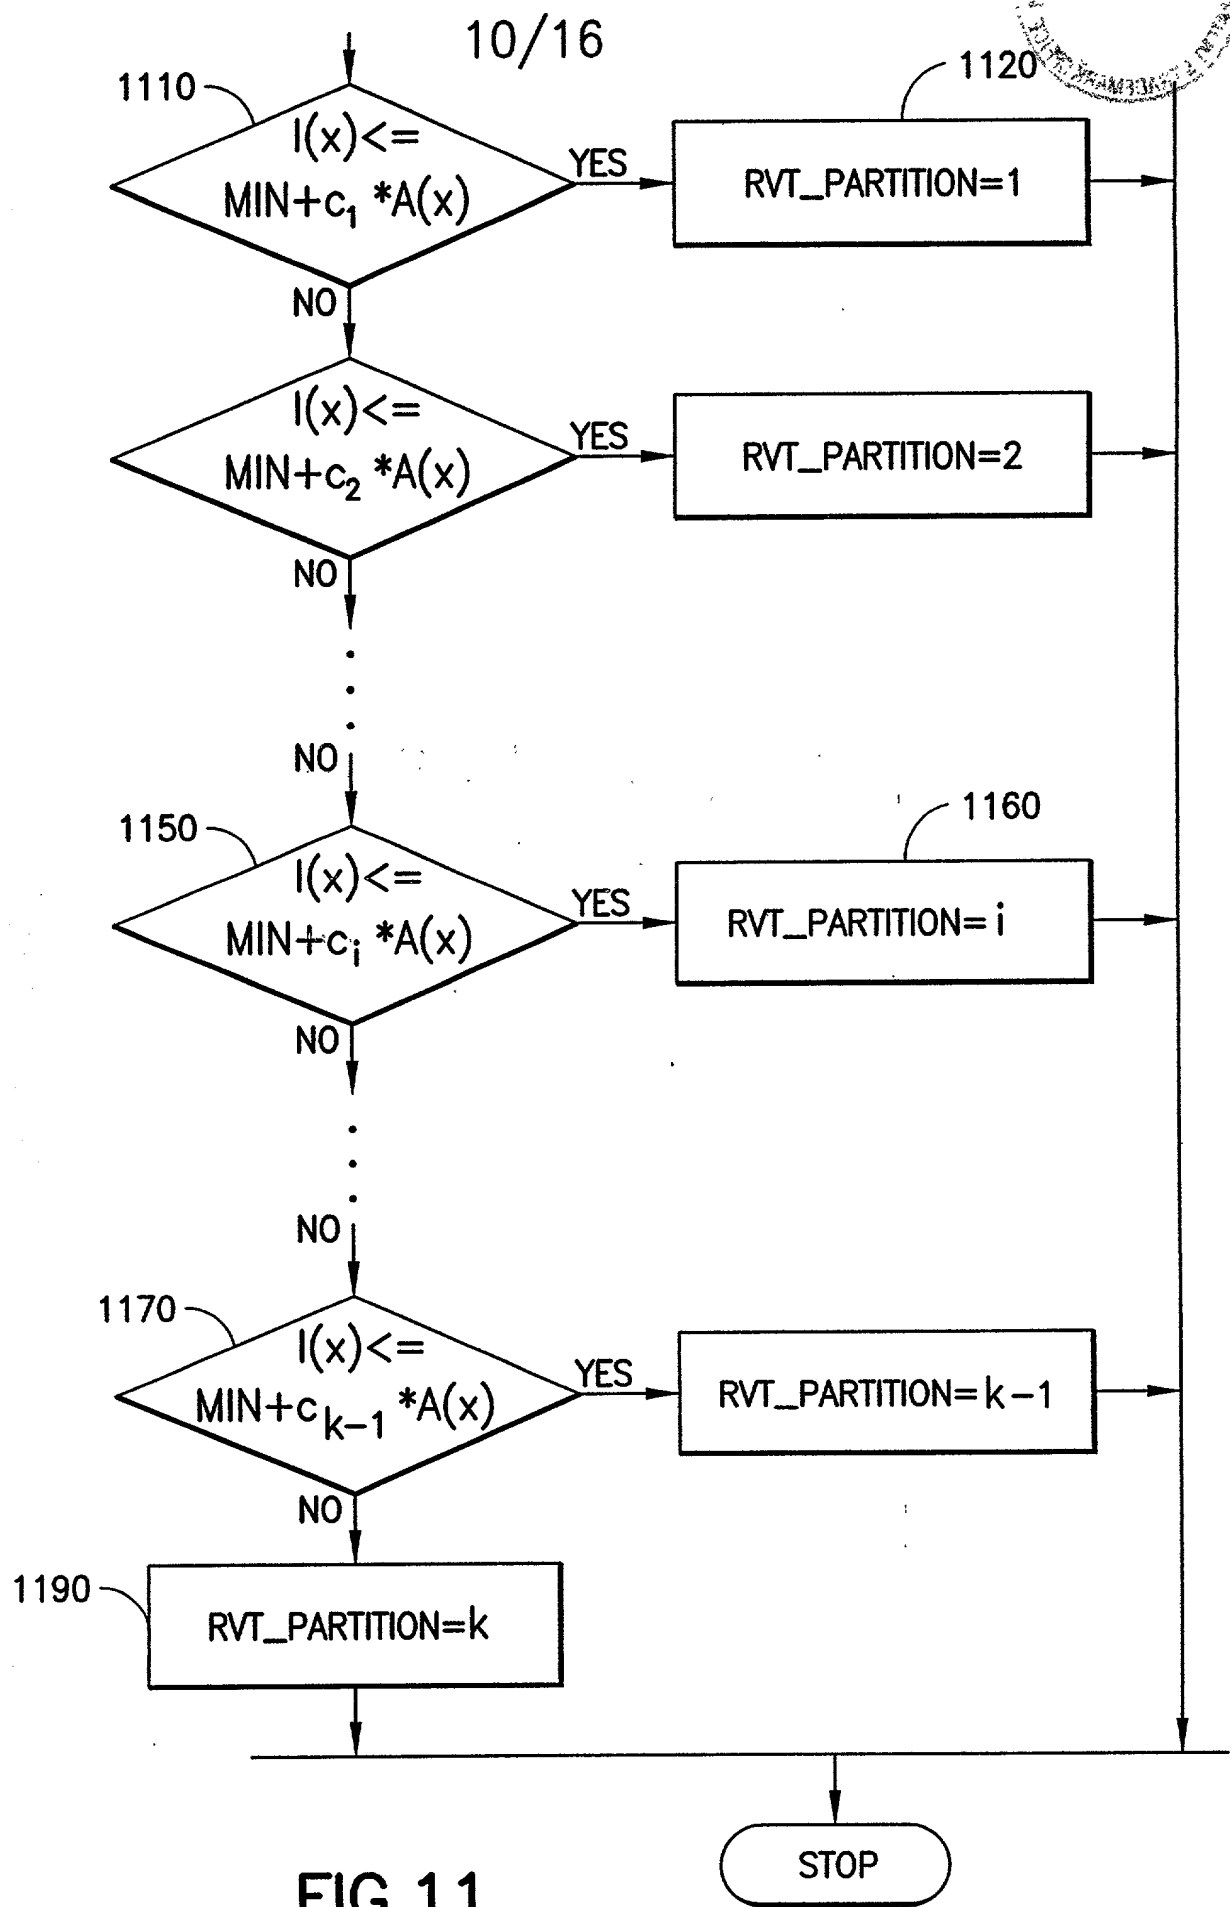 10/16
1110
I(x)<=
MIN+c₁ *A(x)
YES
1120
RVT_PARTITION=1
NO
I(x)<=
MIN+c₂ *A(x)
YES
RVT_PARTITION=2
NO
NO
1150
I(x)<=
MIN+cᵢ *A(x)
YES
1160
RVT_PARTITION=i
NO
NO
1170
I(x)<=
MIN+cₖ₋₁ *A(x)
YES
RVT_PARTITION=k-1
NO
1190
RVT_PARTITION=k
STOP
FIG.11